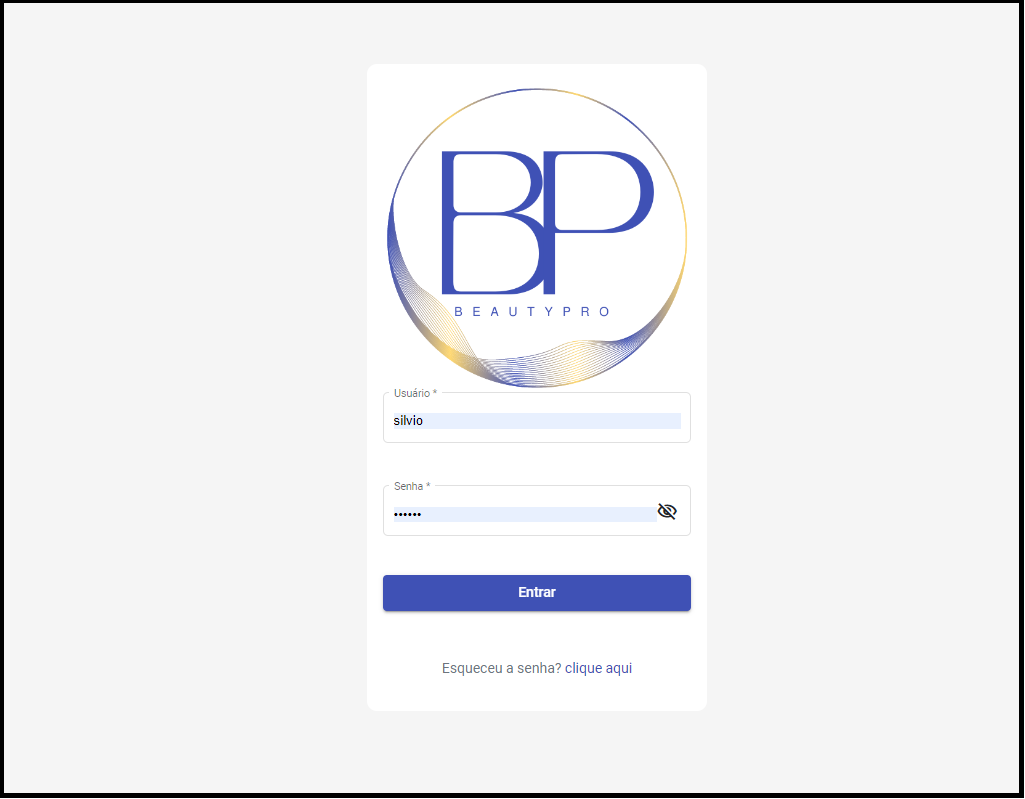 BP
BEAUTYPRO
Usuário *
silvio
Senha *
••••••
Entrar
Esqueceu a senha? clique aqui